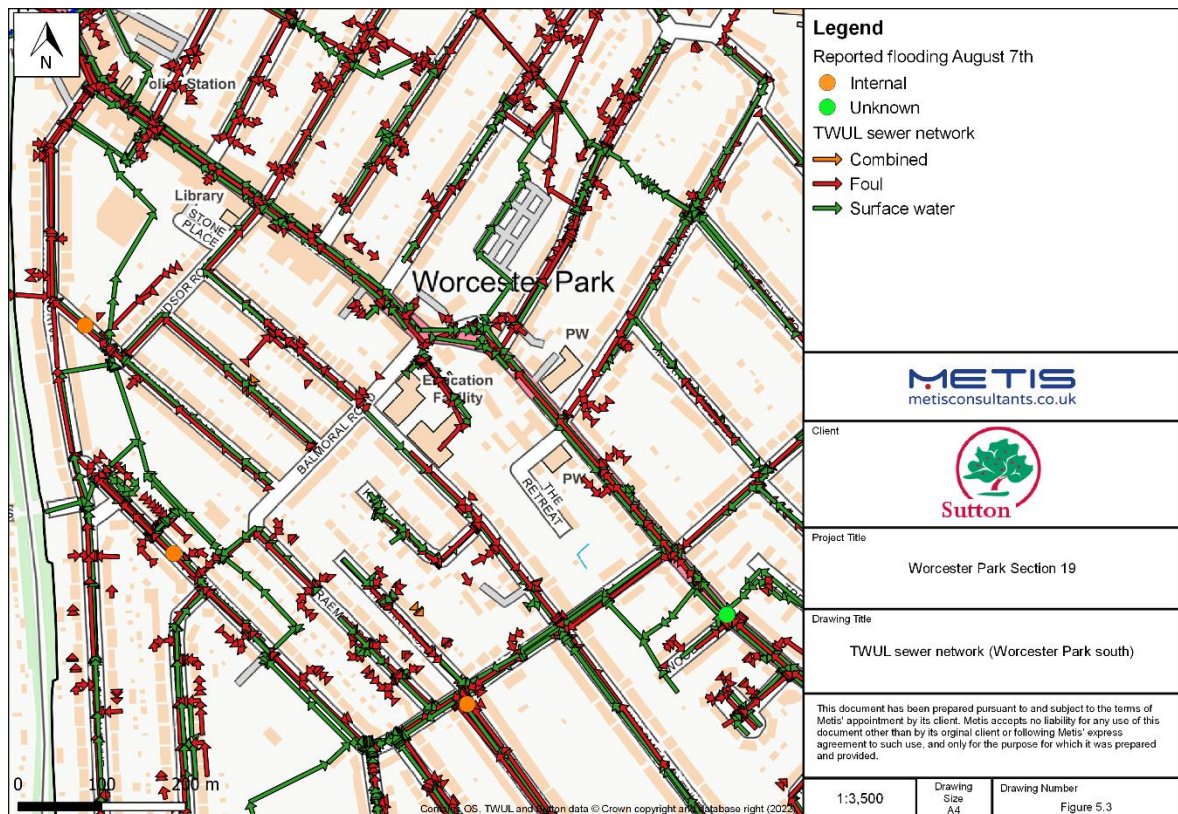 N
Police Station
Library
STONE
PLACE
Worcester Park
PW
Education
Facility
BALMORAL ROAD
PW
THE
RETREAT
0 100 200 m
Contains OS, TWUL and Sutton data © Crown copyright and database right (2022)
Legend
Reported flooding August 7th
Internal
Unknown
TWUL sewer network
Combined
Foul
Surface water
METIS
metisconsultants.co.uk
Client
Sutton
Project Title
Worcester Park Section 19
Drawing Title
TWUL sewer network (Worcester Park south)
This document has been prepared pursuant to and subject to the terms of
Metis' appointment by its client. Metis accepts no liability for any use of this
document other than by its orginal client or following Metis' express
agreement to such use, and only for the purpose for which it was prepared
and provided.
1:3,500
Drawing
Size
A4
Drawing Number
Figure 5.3